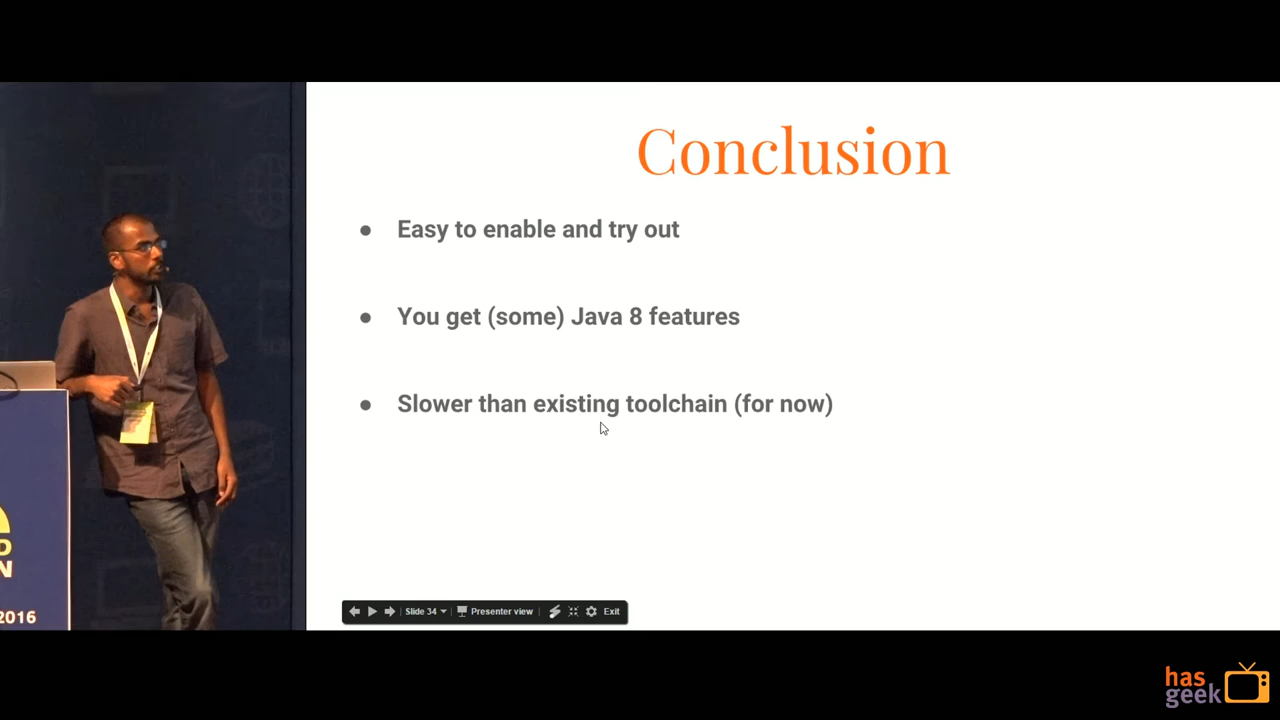 Conclusion
● Easy to enable and try out
● You get (some) Java 8 features
● Slower than existing toolchain (for now)
D
N
2016
Slide 34
Presenter view
Exit
has
geek